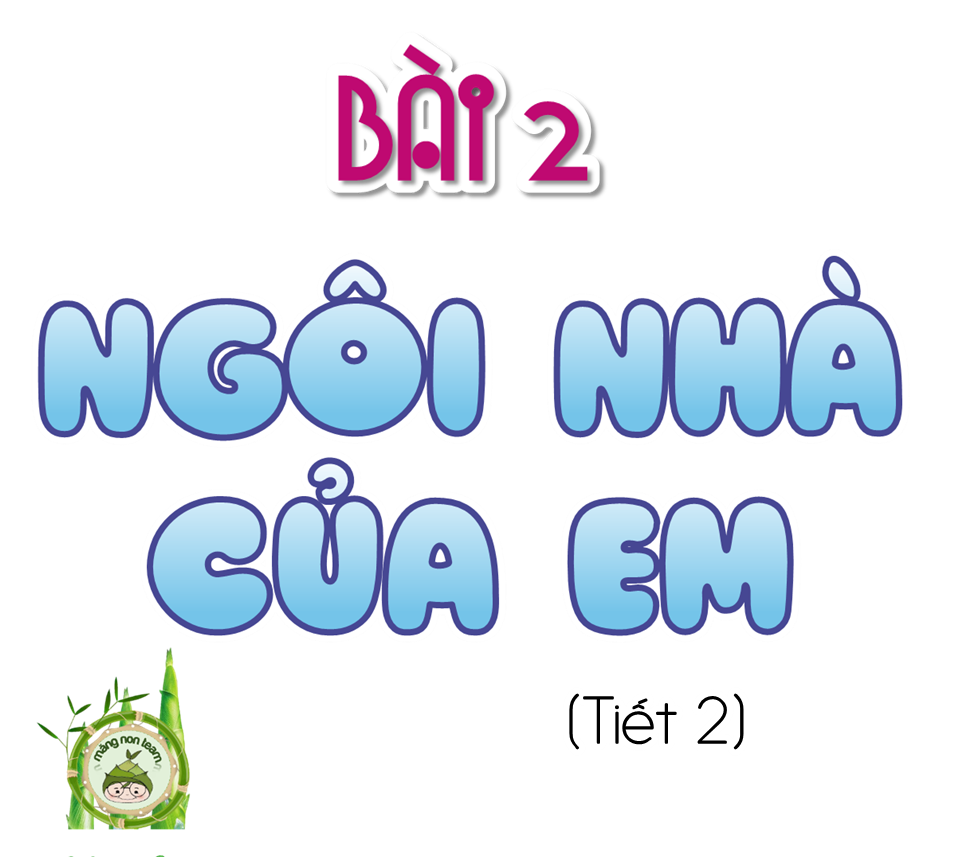 BÀI 2
NGÔI NHÀ
CỦA EM
(Tiết 2)
măng non team